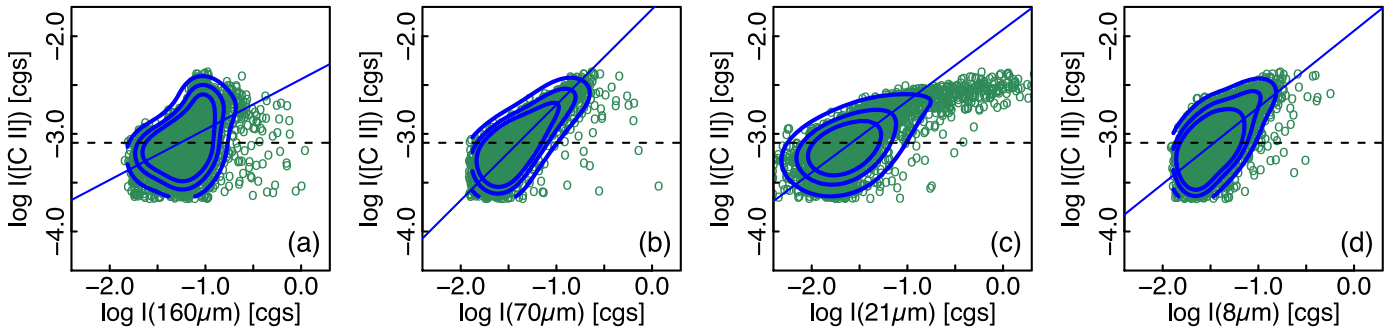 −2.0
−3.0
−4.0
log I([C II]) [cgs]
(a)
−2.0 −1.0 0.0
log I(160μm) [cgs]
−2.0
−3.0
−4.0
log I([C II]) [cgs]
(b)
−2.0 −1.0 0.0
log I(70μm) [cgs]
−2.0
−3.0
−4.0
log I([C II]) [cgs]
(c)
−2.0 −1.0 0.0
log I(21μm) [cgs]
−2.0
−3.0
−4.0
log I([C II]) [cgs]
(d)
−2.0 −1.0 0.0
log I(8μm) [cgs]